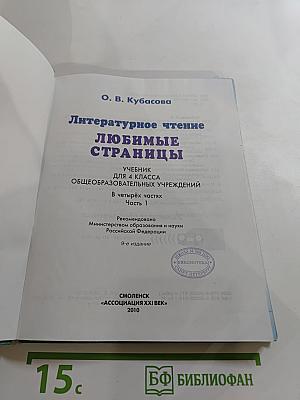 О. В. Кубасова
Литературное чтение
ЛЮБИМЫЕ
СТРАНИЦЫ
УЧЕБНИК
ДЛЯ 4 КЛАССА
ОБЩЕОБРАЗОВАТЕЛЬНЫХ УЧРЕЖДЕНИЙ
В четырёх частях
Часть 1
Рекомендовано
Министерством образования и науки
Российской Федерации
9-е издание
БИБЛИОТЕКА
СМОЛЕНСК
«АССОЦИАЦИЯ XXI ВЕК»
2010
15с
БФ БИБЛИОФАН